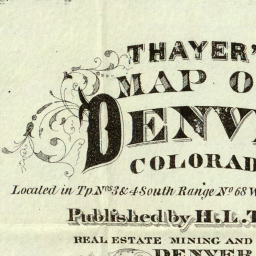 THAYER'
MAP O
DENV
COLORAD
Located in Tp Nos 3 & 4 South Range No 68 W
Published by H. L. T
REAL ESTATE MINING AND
DENVER